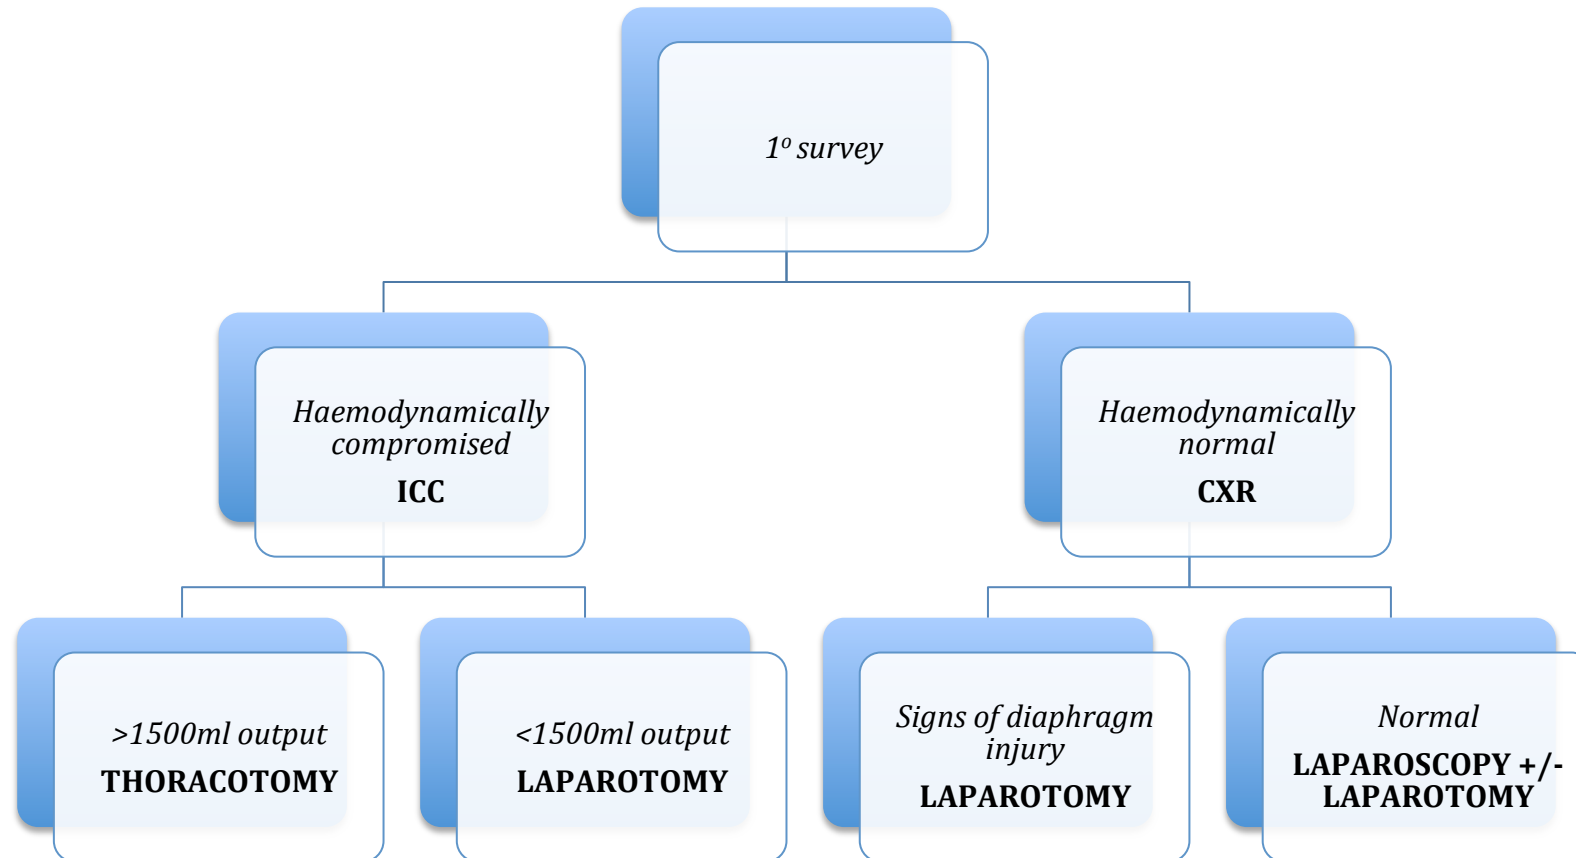 1º survey
Haemodynamically
compromised
ICC
Haemodynamically
normal
CXR
>1500ml output
THORACOTOMY
<1500ml output
LAPAROTOMY
Signs of diaphragm
injury
LAPAROTOMY
Normal
LAPAROSCOPY +/-
LAPAROTOMY